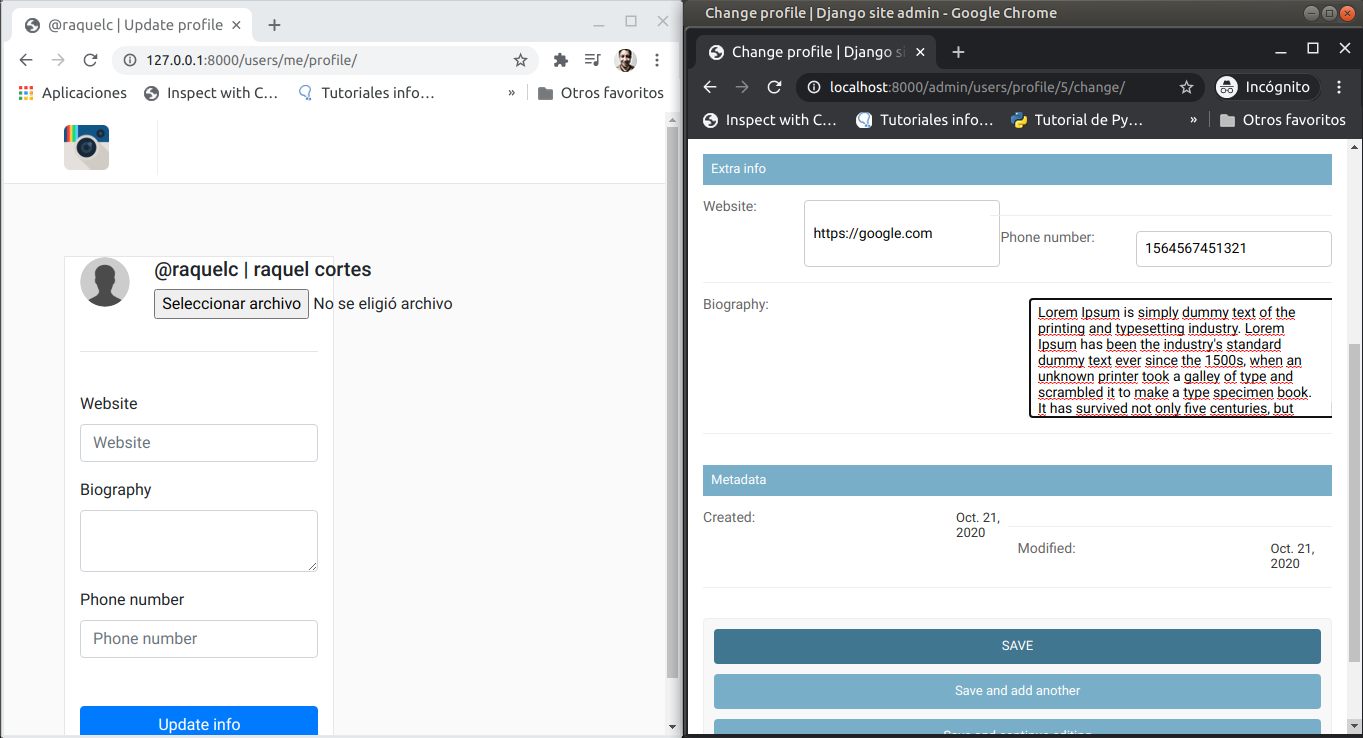 @raquelc | Update profile
127.0.0.1:8000/users/me/profile/
Aplicaciones
Inspect with C...
Tutoriales info...
»
Otros favoritos
@raquelc | raquel cortes
Seleccionar archivo No se eligió archivo
Website
Website
Biography
Phone number
Phone number
Update info
Change profile | Django site admin - Google Chrome
Change profile | Django si
localhost:8000/admin/users/profile/5/change/
Incógnito
Inspect with C...
Tutoriales info...
Tutorial de Py...
»
Otros favoritos
Extra info
Website:
https://google.com
Phone number:
1564567451321
Biography:
Lorem Ipsum is simply dummy text of the
printing and typesetting industry. Lorem
Ipsum has been the industry's standard
dummy text ever since the 1500s, when an
unknown printer took a galley of type and
scrambled it to make a type specimen book.
It has survived not only five centuries, but
Metadata
Created:
Oct. 21,
2020
Modified:
Oct. 21,
2020
SAVE
Save and add another
Save and continue editing